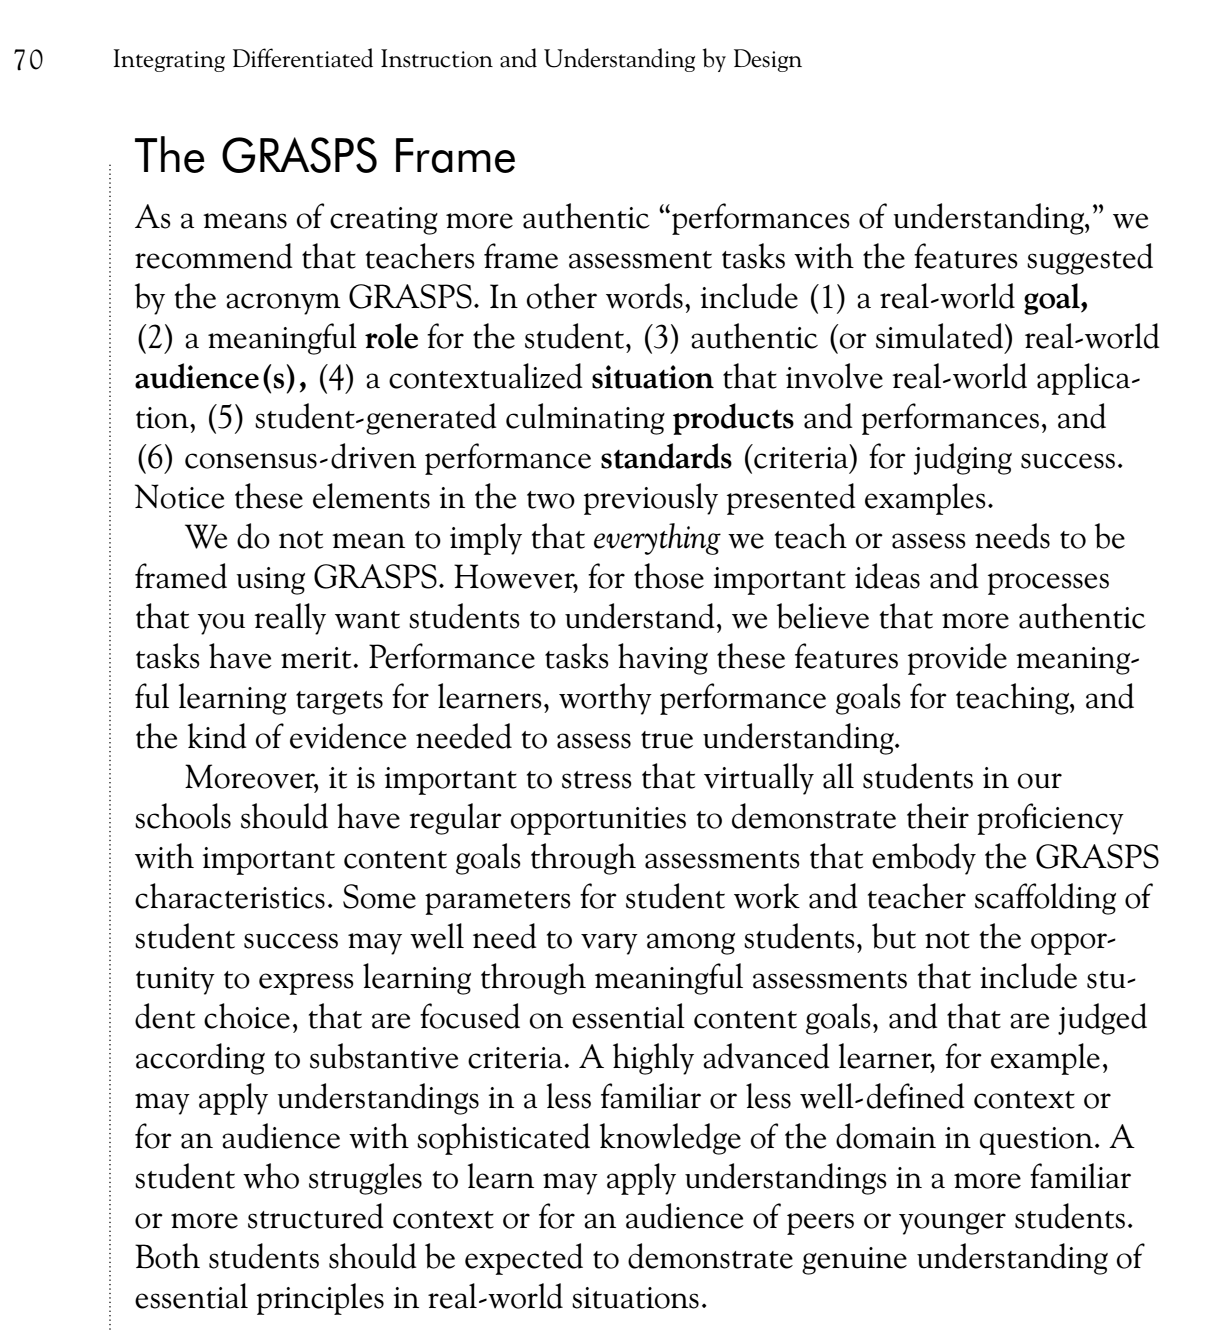 70 Integrating Differentiated Instruction and Understanding by Design
The GRASPS Frame
As a means of creating more authentic “performances of understanding,” we
recommend that teachers frame assessment tasks with the features suggested
by the acronym GRASPS. In other words, include (1) a real-world goal,
(2) a meaningful role for the student, (3) authentic (or simulated) real-world
audience(s), (4) a contextualized situation that involve real-world applica-
tion, (5) student-generated culminating products and performances, and
(6) consensus-driven performance standards (criteria) for judging success.
Notice these elements in the two previously presented examples.
We do not mean to imply that everything we teach or assess needs to be
framed using GRASPS. However, for those important ideas and processes
that you really want students to understand, we believe that more authentic
tasks have merit. Performance tasks having these features provide meaning-
ful learning targets for learners, worthy performance goals for teaching, and
the kind of evidence needed to assess true understanding.
Moreover, it is important to stress that virtually all students in our
schools should have regular opportunities to demonstrate their proficiency
with important content goals through assessments that embody the GRASPS
characteristics. Some parameters for student work and teacher scaffolding of
student success may well need to vary among students, but not the oppor-
tunity to express learning through meaningful assessments that include stu-
dent choice, that are focused on essential content goals, and that are judged
according to substantive criteria. A highly advanced learner, for example,
may apply understandings in a less familiar or less well-defined context or
for an audience with sophisticated knowledge of the domain in question. A
student who struggles to learn may apply understandings in a more familiar
or more structured context or for an audience of peers or younger students.
Both students should be expected to demonstrate genuine understanding of
essential principles in real-world situations.